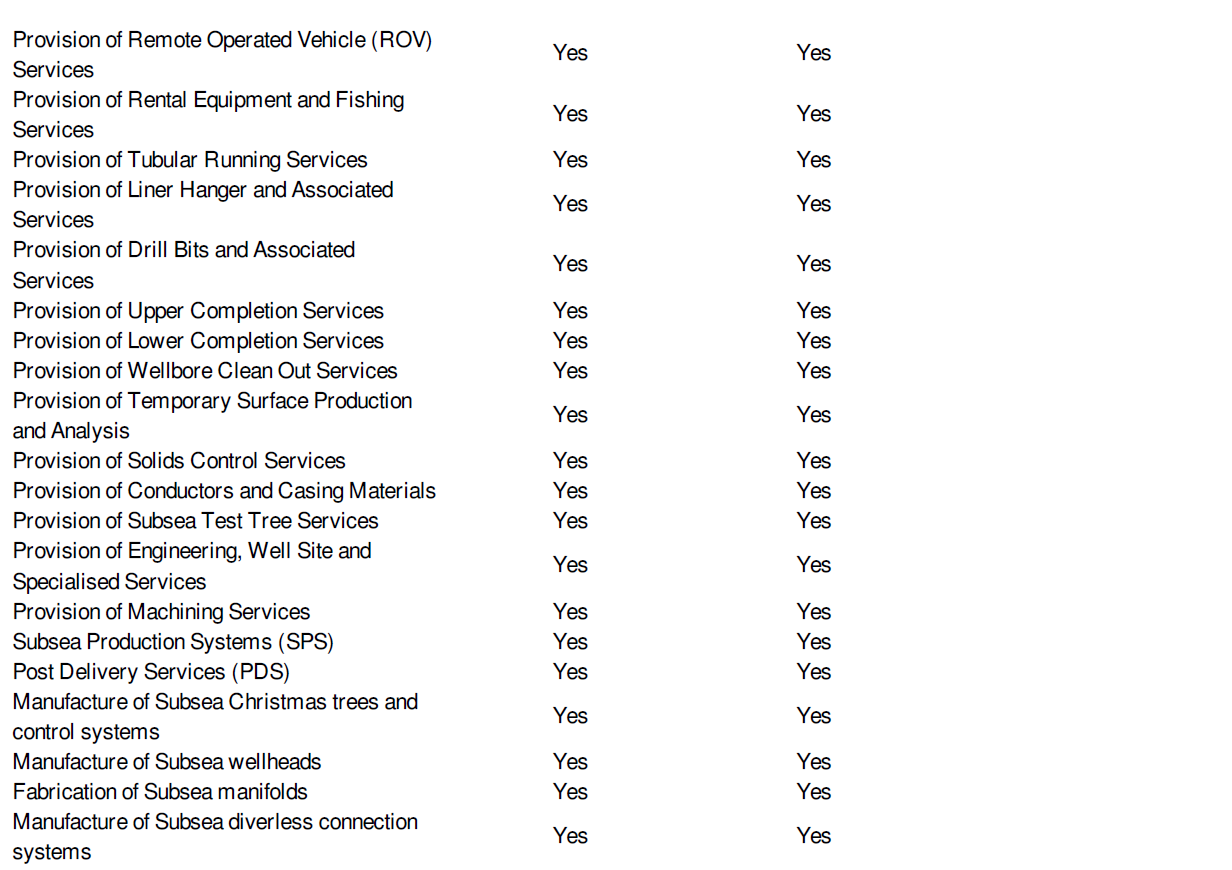 Provision of Remote Operated Vehicle (ROV)
Services Yes Yes
Provision of Rental Equipment and Fishing
Services Yes Yes
Provision of Tubular Running Services Yes Yes
Provision of Liner Hanger and Associated
Services Yes Yes
Provision of Drill Bits and Associated
Services Yes Yes
Provision of Upper Completion Services Yes Yes
Provision of Lower Completion Services Yes Yes
Provision of Wellbore Clean Out Services Yes Yes
Provision of Temporary Surface Production
and Analysis Yes Yes
Provision of Solids Control Services Yes Yes
Provision of Conductors and Casing Materials Yes Yes
Provision of Subsea Test Tree Services Yes Yes
Provision of Engineering, Well Site and
Specialised Services Yes Yes
Provision of Machining Services Yes Yes
Subsea Production Systems (SPS) Yes Yes
Post Delivery Services (PDS) Yes Yes
Manufacture of Subsea Christmas trees and
control systems Yes Yes
Manufacture of Subsea wellheads Yes Yes
Fabrication of Subsea manifolds Yes Yes
Manufacture of Subsea diverless connection
systems Yes Yes